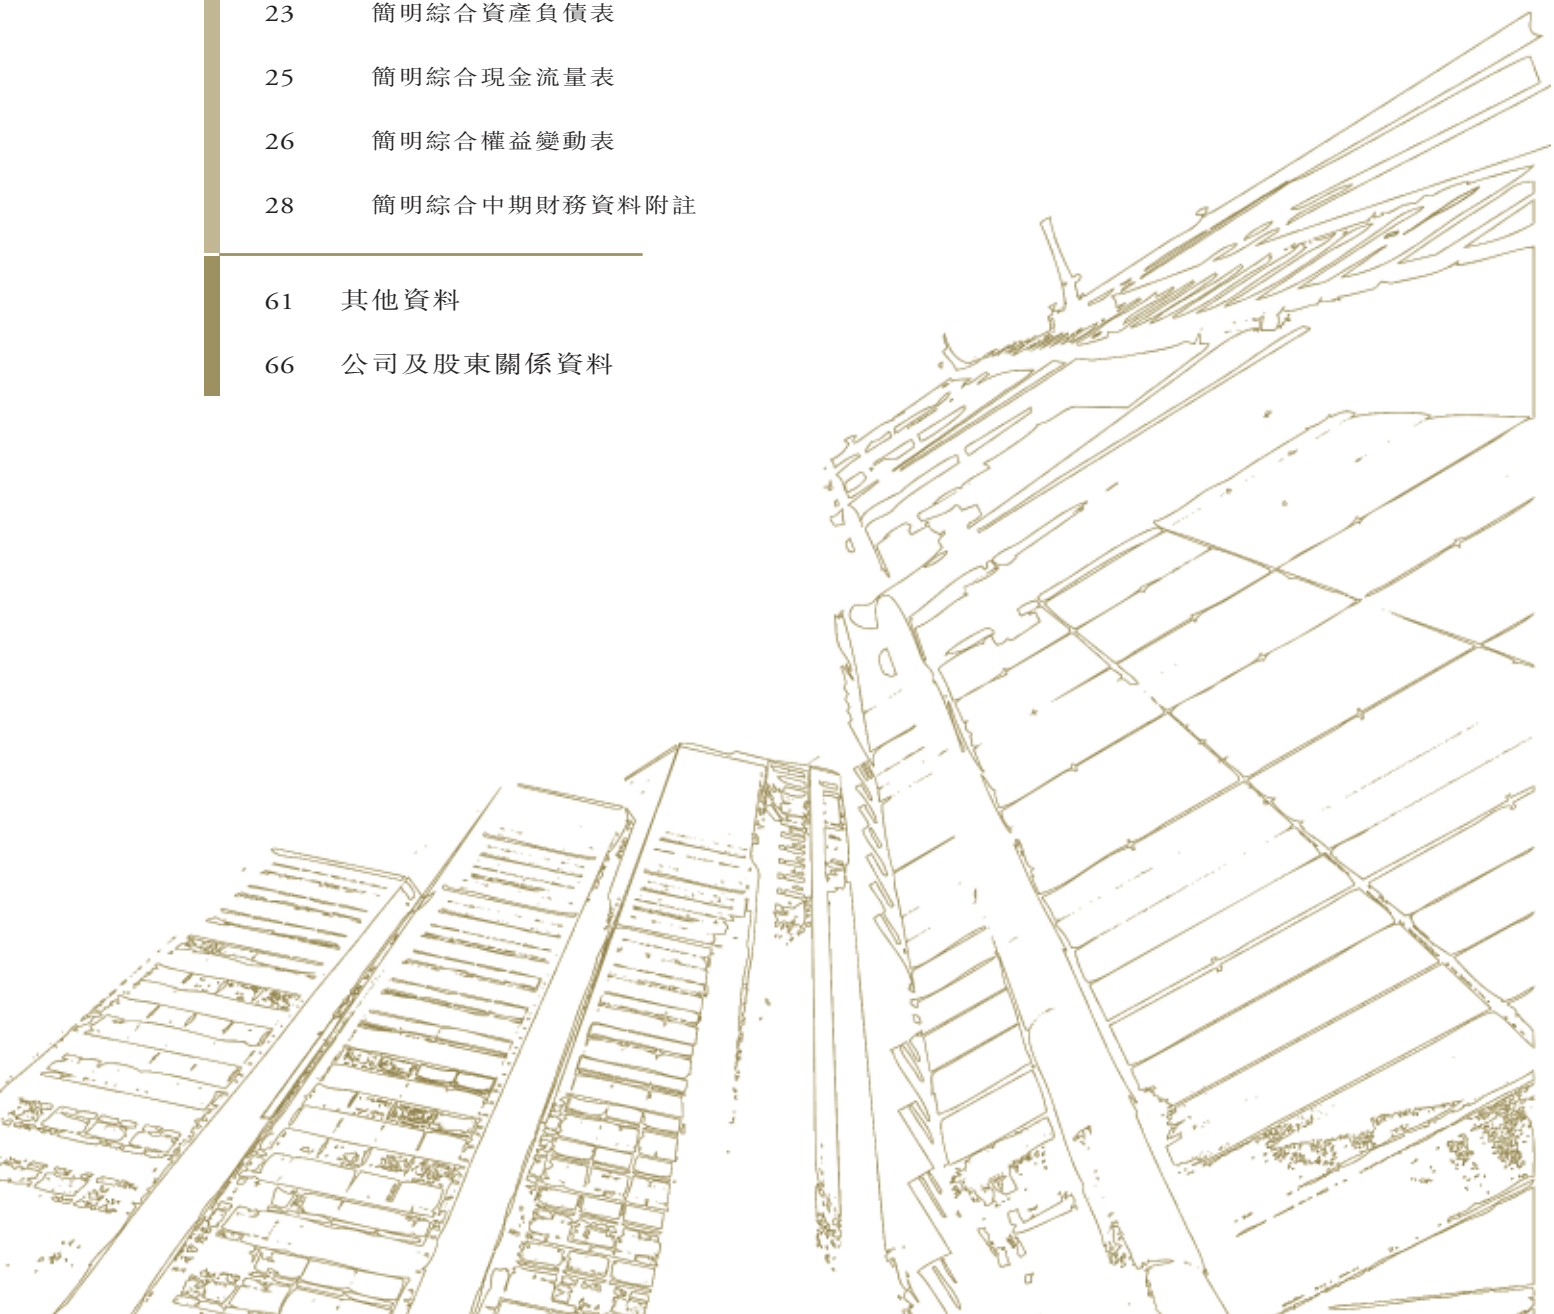 23 簡明綜合資產負債表
25 簡明綜合現金流量表
26 簡明綜合權益變動表
28 簡明綜合中期財務資料附註
61 其他資料
66 公司及股東關係資料